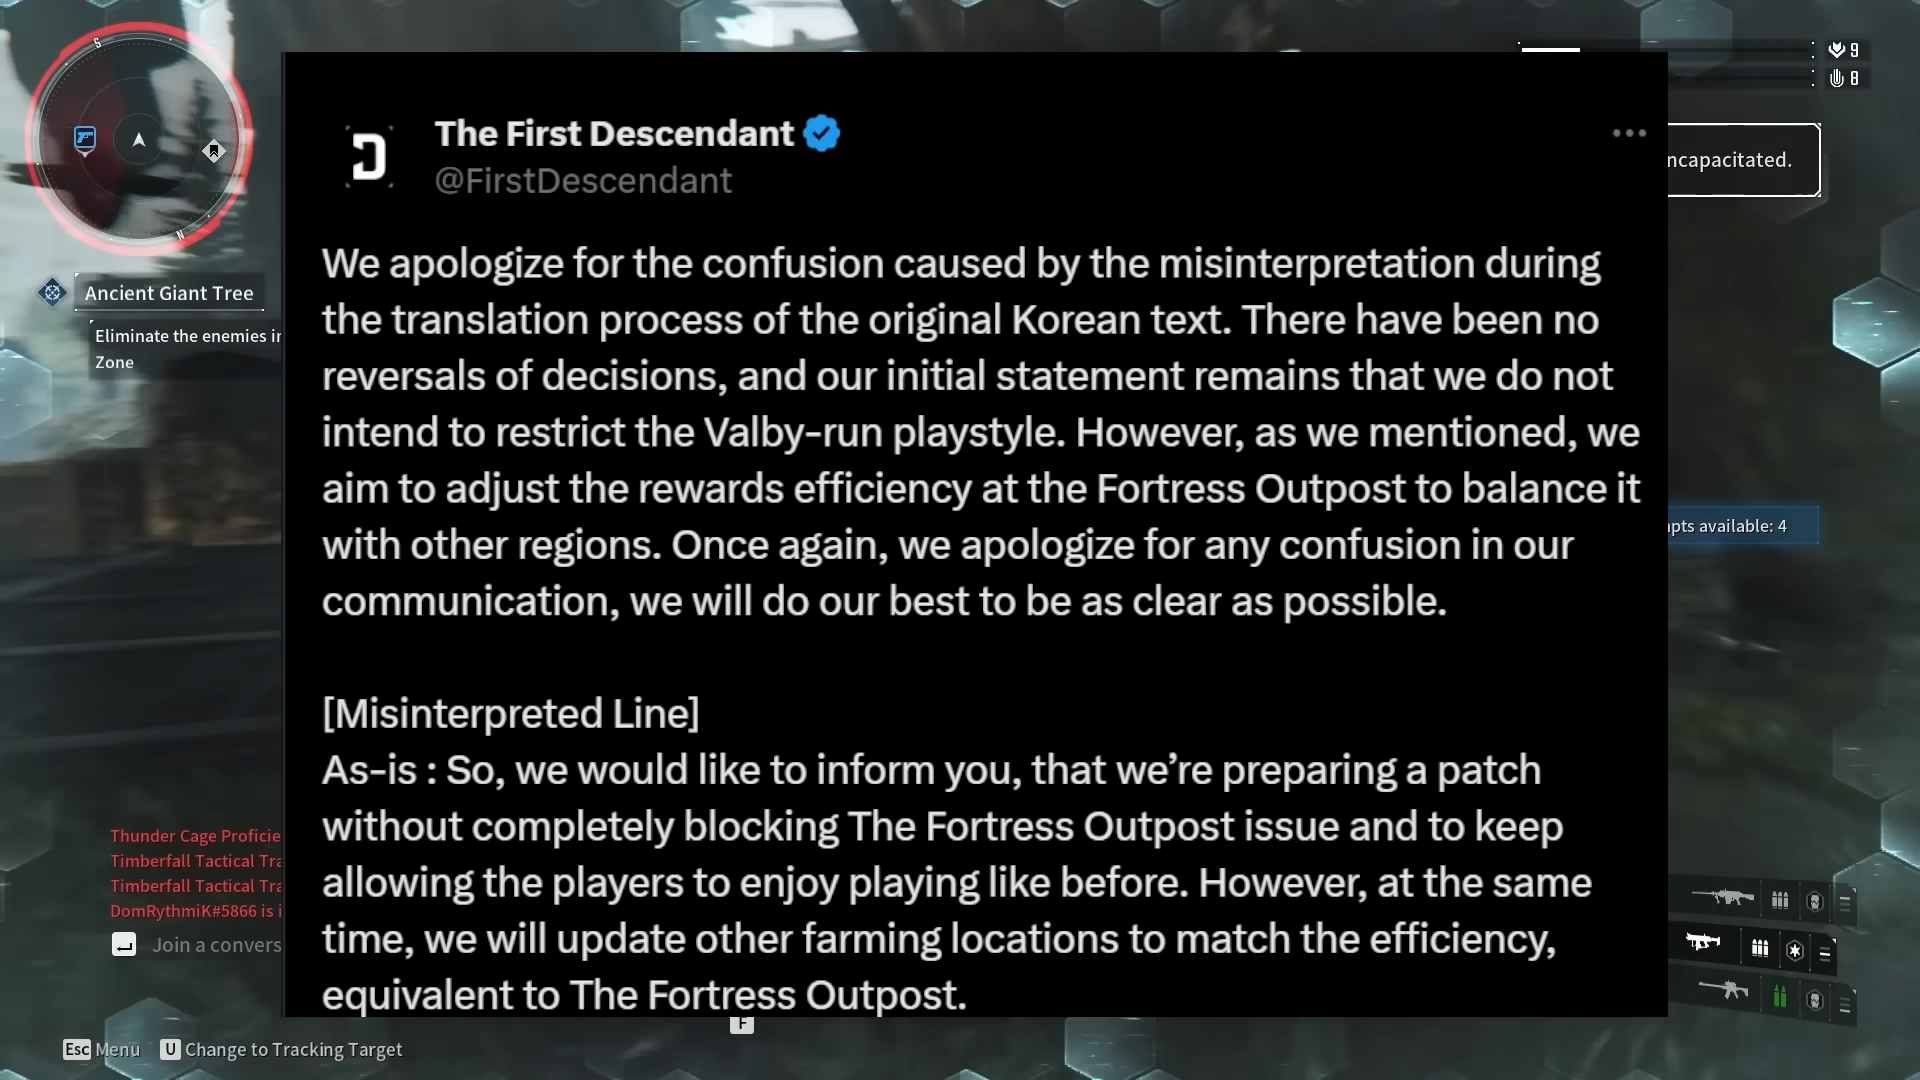 S
N
9
8
Ancient Giant Tree
Eliminate the enemies in
Zone
The First Descendant
@FirstDescendant
We apologize for the confusion caused by the misinterpretation during
the translation process of the original Korean text. There have been no
reversals of decisions, and our initial statement remains that we do not
intend to restrict the Valby-run playstyle. However, as we mentioned, we
aim to adjust the rewards efficiency at the Fortress Outpost to balance it
with other regions. Once again, we apologize for any confusion in our
communication, we will do our best to be as clear as possible.
[Misinterpreted Line]
As-is : So, we would like to inform you, that we’re preparing a patch
without completely blocking The Fortress Outpost issue and to keep
allowing the players to enjoy playing like before. However, at the same
time, we will update other farming locations to match the efficiency,
equivalent to The Fortress Outpost.
ncapacitated.
pts available: 4
Thunder Cage Proficie
Timberfall Tactical Tra
Timberfall Tactical Tra
DomRythmiK#5866 is i
Join a convers
F
Esc Menu U Change to Tracking Target